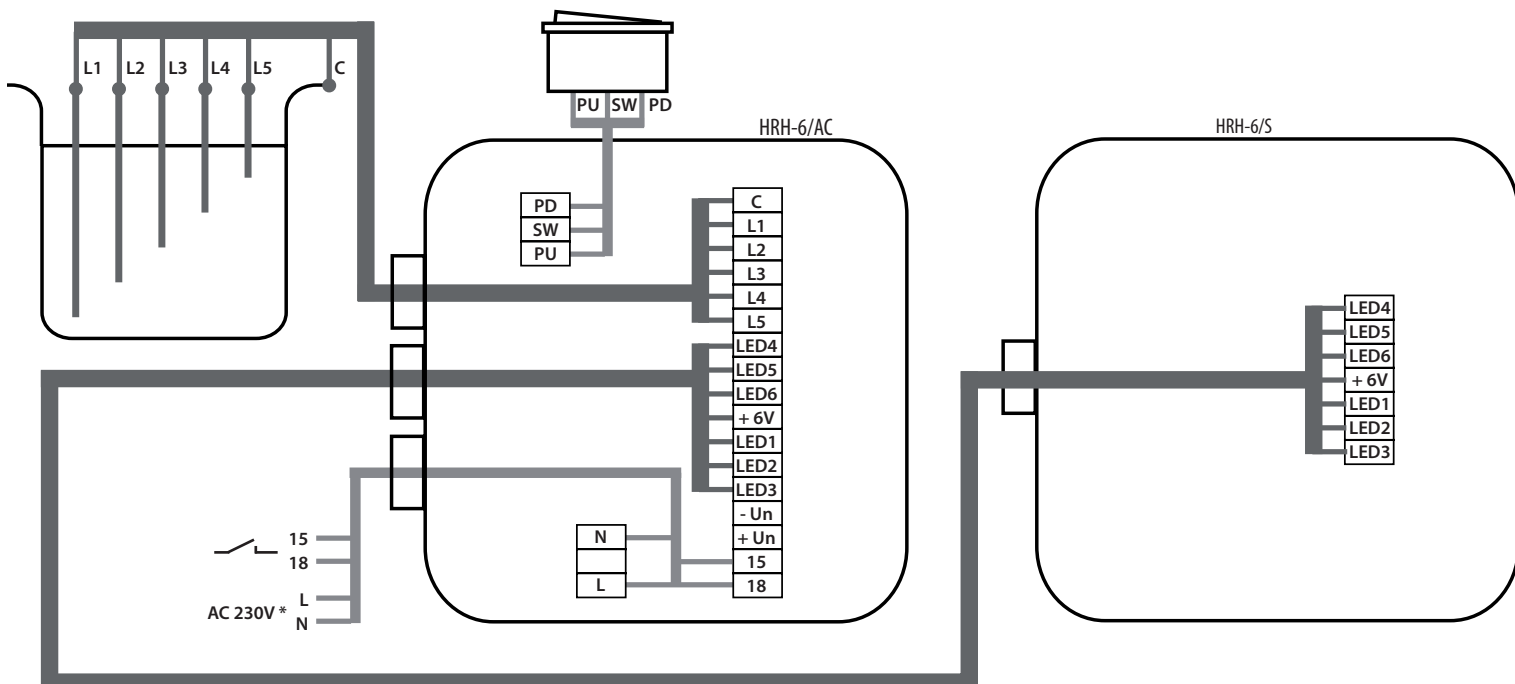 L1 L2 L3 L4 L5 C
PU SW PD
HRH-6/AC
HRH-6/S
PD
SW
PU
C
L1
L2
L3
L4
L5
LED4
LED5
LED6
+ 6V
LED1
LED2
LED3
- Un
+ Un
15
18
N
L
15
18
L
AC 230V *
N
LED4
LED5
LED6
+ 6V
LED1
LED2
LED3